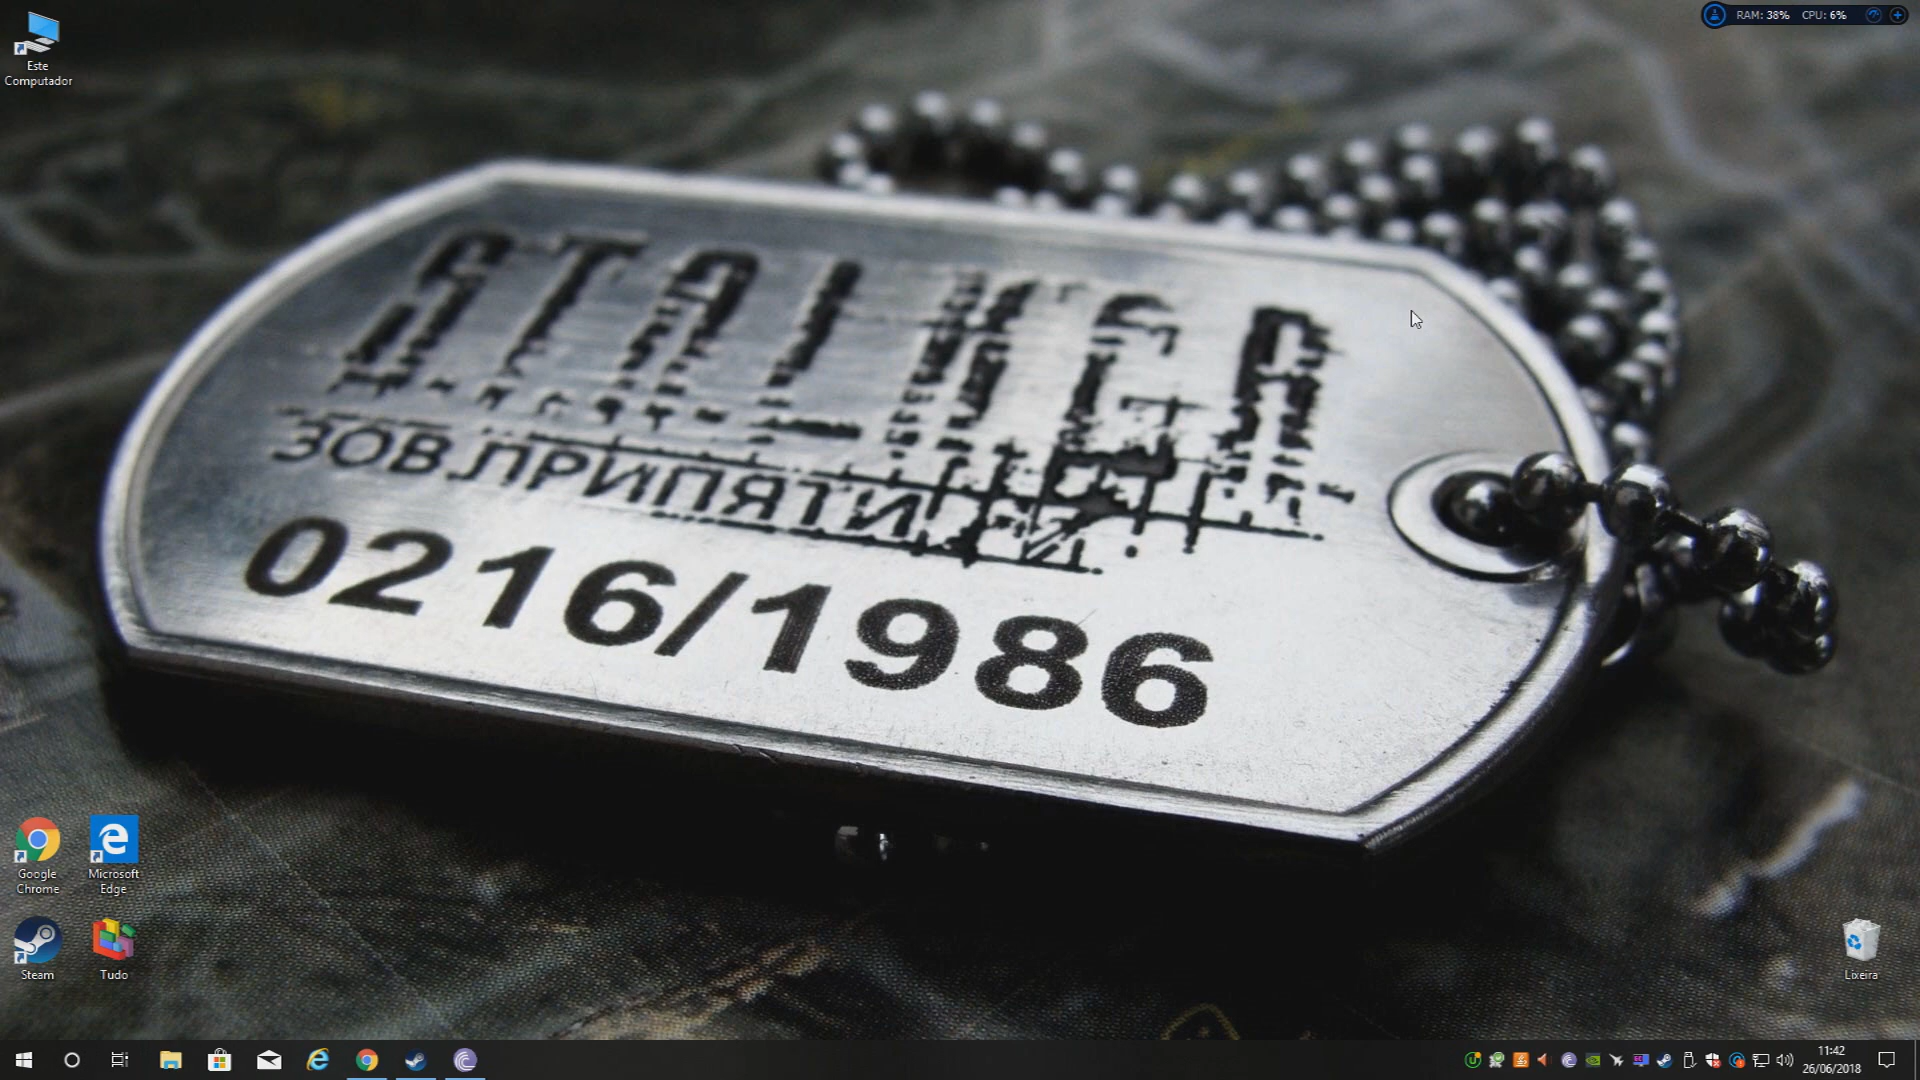 Este
Computador
RAM: 38% CPU: 6%
S.T.A.L.K.E.R
ЗОВ ПРИПЯТИ
0216/1986
Google
Chrome
Microsoft
Edge
Steam
Tudo
Lixeira
11:42
26/06/2018